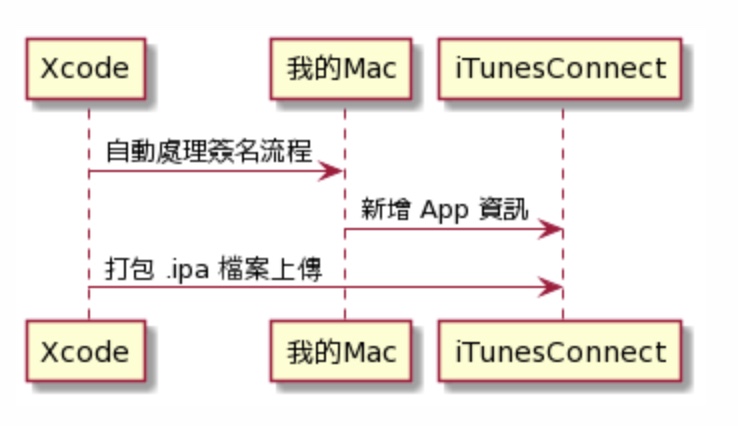 Xcode
我的Mac
iTunesConnect
自動處理簽名流程
新增 App 資訊
打包 .ipa 檔案上傳
Xcode
我的Mac
iTunesConnect